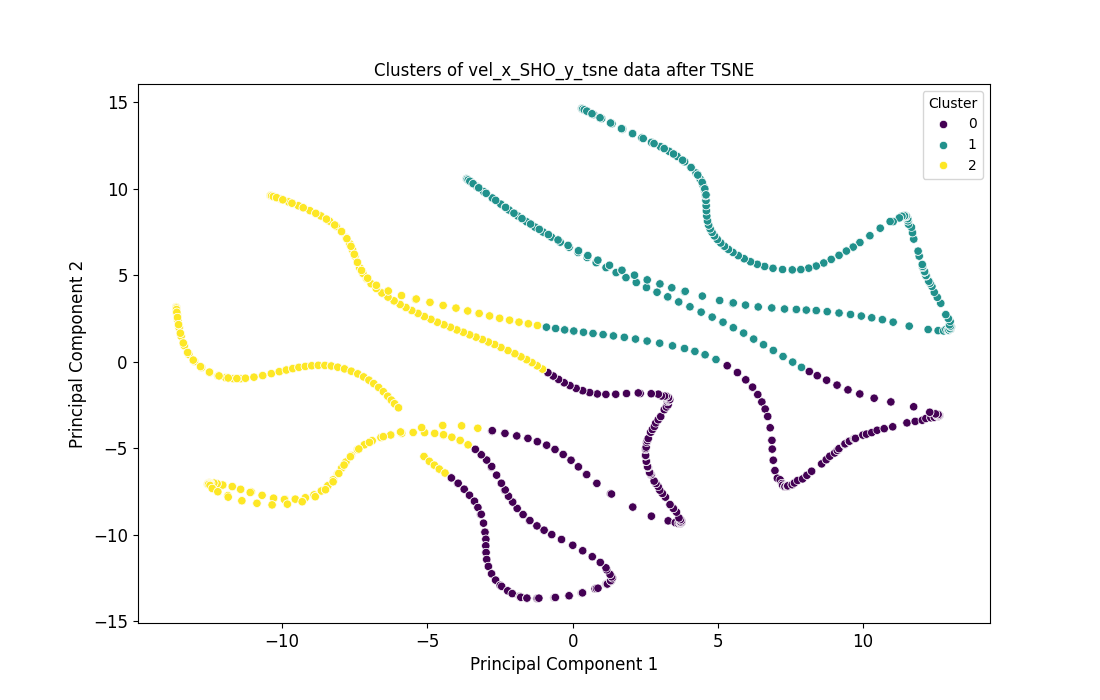 Clusters of vel_x_SHO_y_tsne data after TSNE
Cluster
0
1
2
15
10
5
0
−5
−10
−15
Principal Component 2
−10 −5 0 5 10
Principal Component 1